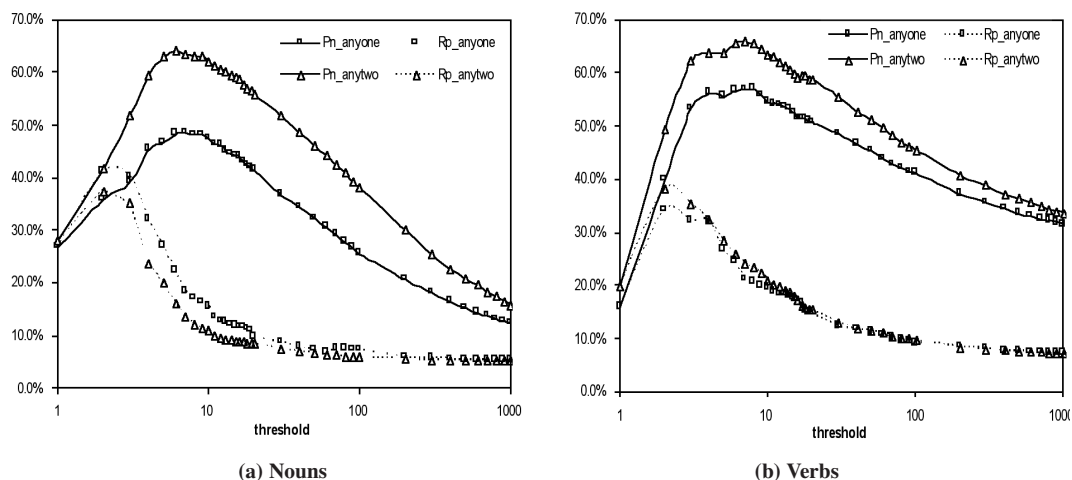 70.0%
60.0%
50.0%
40.0%
30.0%
20.0%
10.0%
0.0%
1 10 100 1000
threshold
Pn_anyone Rp_anyone
Pn_anytwo Rp_anytwo
(a) Nouns
70.0%
60.0%
50.0%
40.0%
30.0%
20.0%
10.0%
0.0%
1 10 100 1000
threshold
Pn_anyone Rp_anyone
Pn_anytwo Rp_anytwo
(b) Verbs